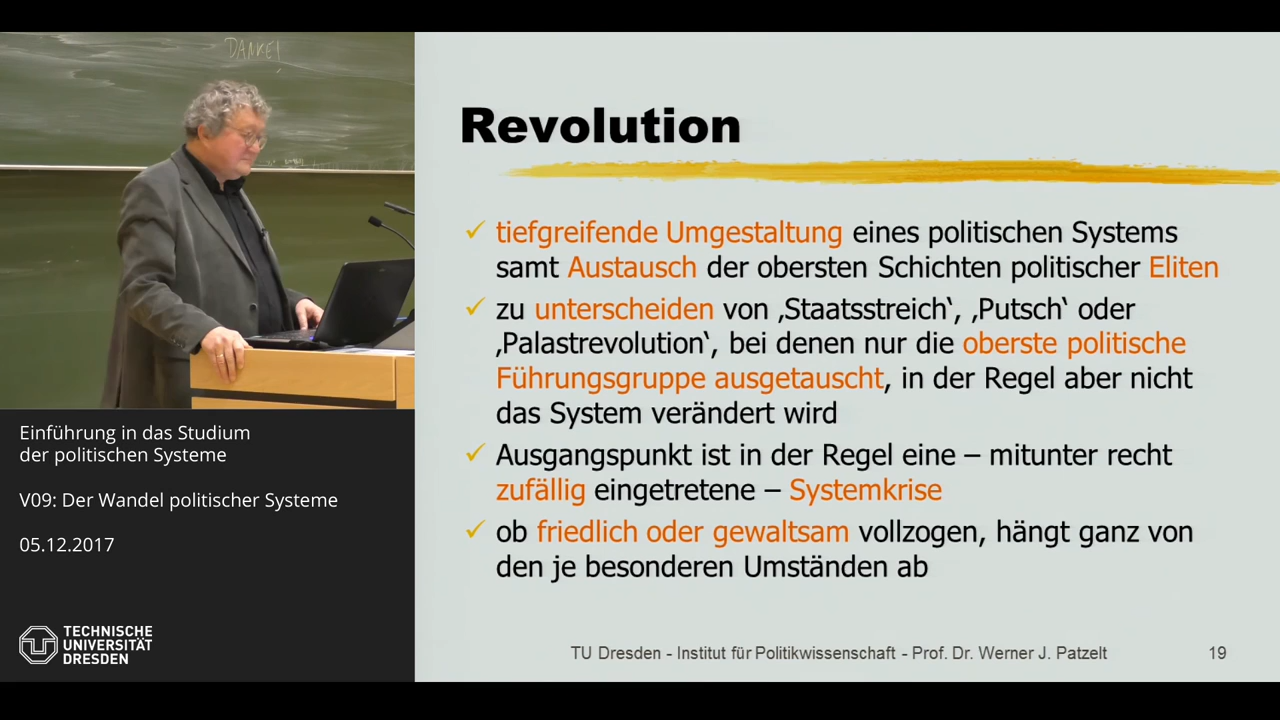 DANKE!
Einführung in das Studium
der politischen Systeme
V09: Der Wandel politischer Systeme
05.12.2017
TECHNISCHE
UNIVERSITÄT
DRESDEN
Revolution
✓ tiefgreifende Umgestaltung eines politischen Systems
samt Austausch der obersten Schichten politischer Eliten
✓ zu unterscheiden von ‚Staatsstreich‛, ‚Putsch‛ oder
‚Palastrevolution‛, bei denen nur die oberste politische
Führungsgruppe ausgetauscht, in der Regel aber nicht
das System verändert wird
✓ Ausgangspunkt ist in der Regel eine – mitunter recht
zufällig eingetretene – Systemkrise
✓ ob friedlich oder gewaltsam vollzogen, hängt ganz von
den je besonderen Umständen ab
TU Dresden - Institut für Politikwissenschaft - Prof. Dr. Werner J. Patzelt
19